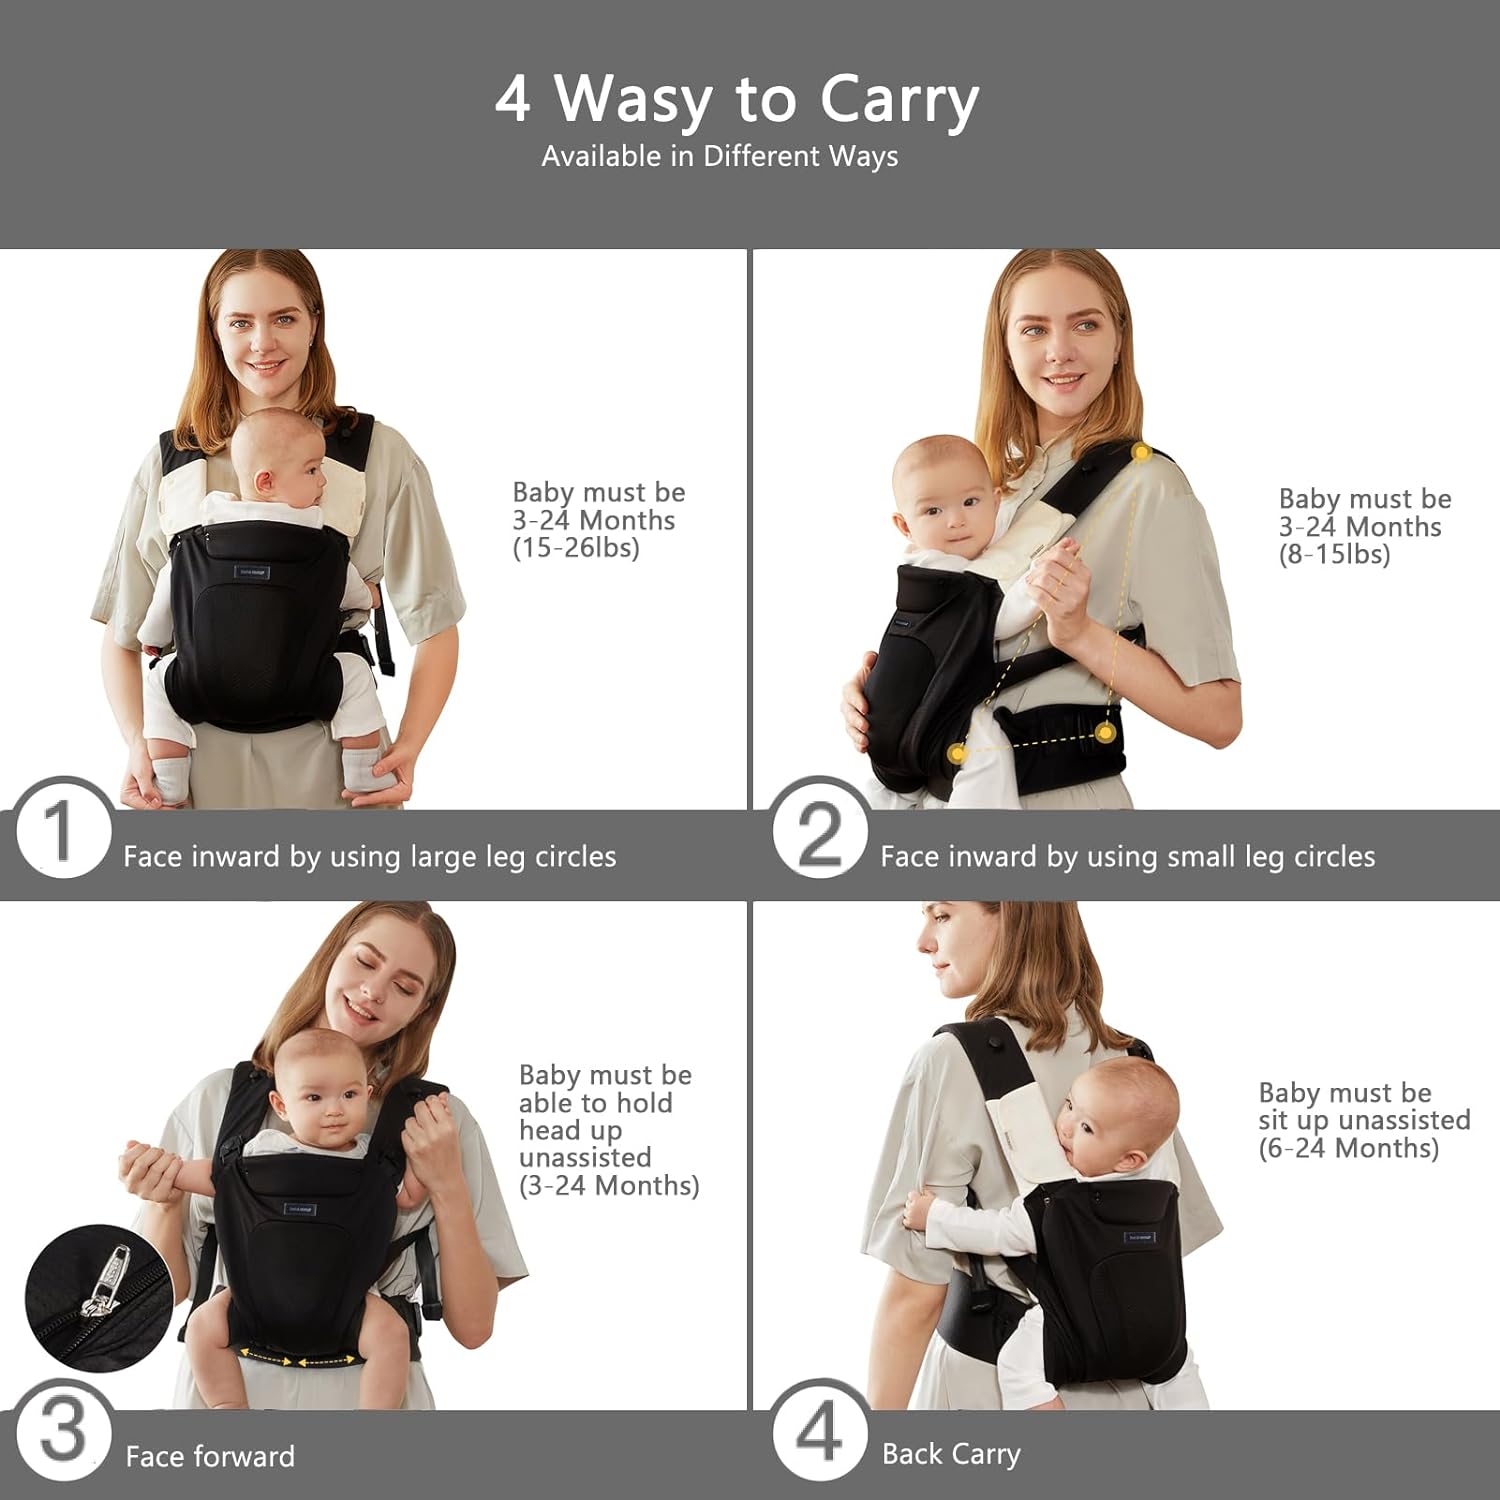 4 Wasy to Carry
Available in Different Ways
Baby must be
3-24 Months
(15-26lbs)
1
Face inward by using large leg circles
Baby must be
3-24 Months
(8-15lbs)
2
Face inward by using small leg circles
Baby must be
able to hold
head up
unassisted
(3-24 Months)
3
Face forward
Baby must be
sit up unassisted
(6-24 Months)
4
Back Carry